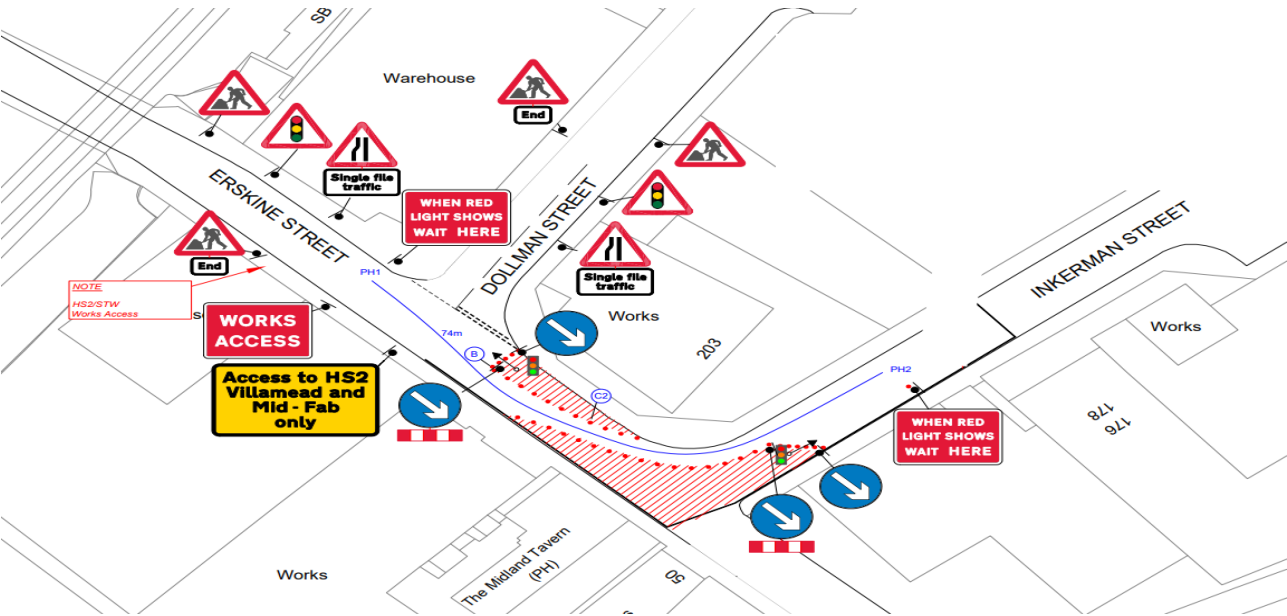 SB
Warehouse
End
Single file
traffic
WHEN RED
LIGHT SHOWS
WAIT HERE
ERSKINE STREET
DOLLMAN STREET
INKERMAN STREET
End
NOTE
HS2/STW
Works Access
PH1
Single file
traffic
WORKS
ACCESS
Works
Works
203
74m
B
C2
PH2
Access to HS2
Villamead and
Mid - Fab
only
176
178
WHEN RED
LIGHT SHOWS
WAIT HERE
The Midland Tavern
(PH)
Works
50